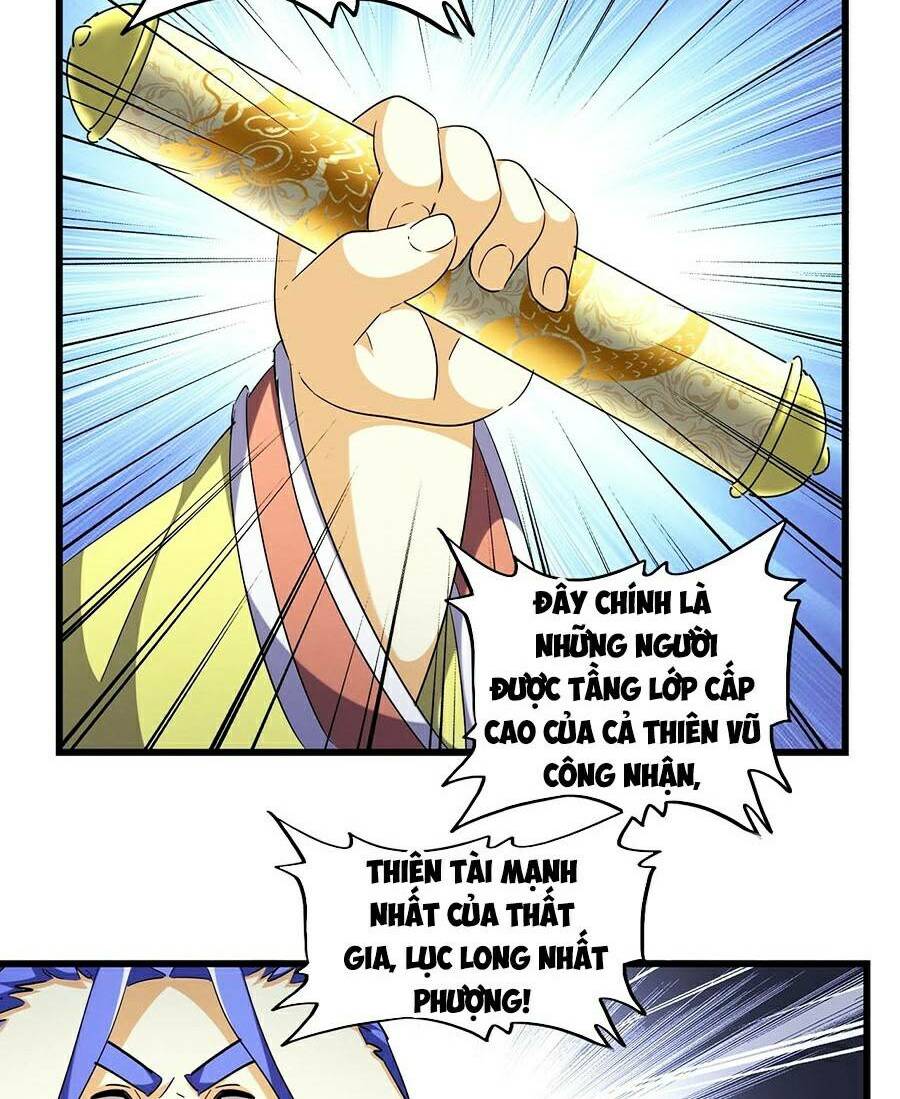 ĐÂY CHÍNH LÀ
NHỮNG NGƯỜI
ĐƯỢC TẦNG LỚP CẤP
CAO CỦA CẢ THIÊN VŨ
CÔNG NHẬN,
THIÊN TÀI MẠNH
NHẤT CỦA THẤT
GIA, LỤC LONG NHẤT
PHƯỢNG!